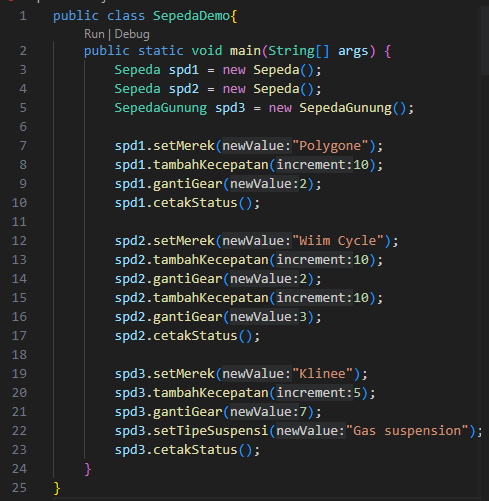 1 public class SepedaDemo{
Run | Debug
2 public static void main(String[] args) {
3 Sepeda spd1 = new Sepeda();
4 Sepeda spd2 = new Sepeda();
5 SepedaGunung spd3 = new SepedaGunung();
6
7 spd1.setMerek(newValue:"Polygone");
8 spd1.tambahKecepatan(increment:10);
9 spd1.gantiGear(newValue:2);
10 spd1.cetakStatus();
11
12 spd2.setMerek(newValue:"Wiim Cycle");
13 spd2.tambahKecepatan(increment:10);
14 spd2.gantiGear(newValue:2);
15 spd2.tambahKecepatan(increment:10);
16 spd2.gantiGear(newValue:3);
17 spd2.cetakStatus();
18
19 spd3.setMerek(newValue:"Klinee");
20 spd3.tambahKecepatan(increment:5);
21 spd3.gantiGear(newValue:7);
22 spd3.setTipeSuspensi(newValue:"Gas suspension");
23 spd3.cetakStatus();
24 }
25 }